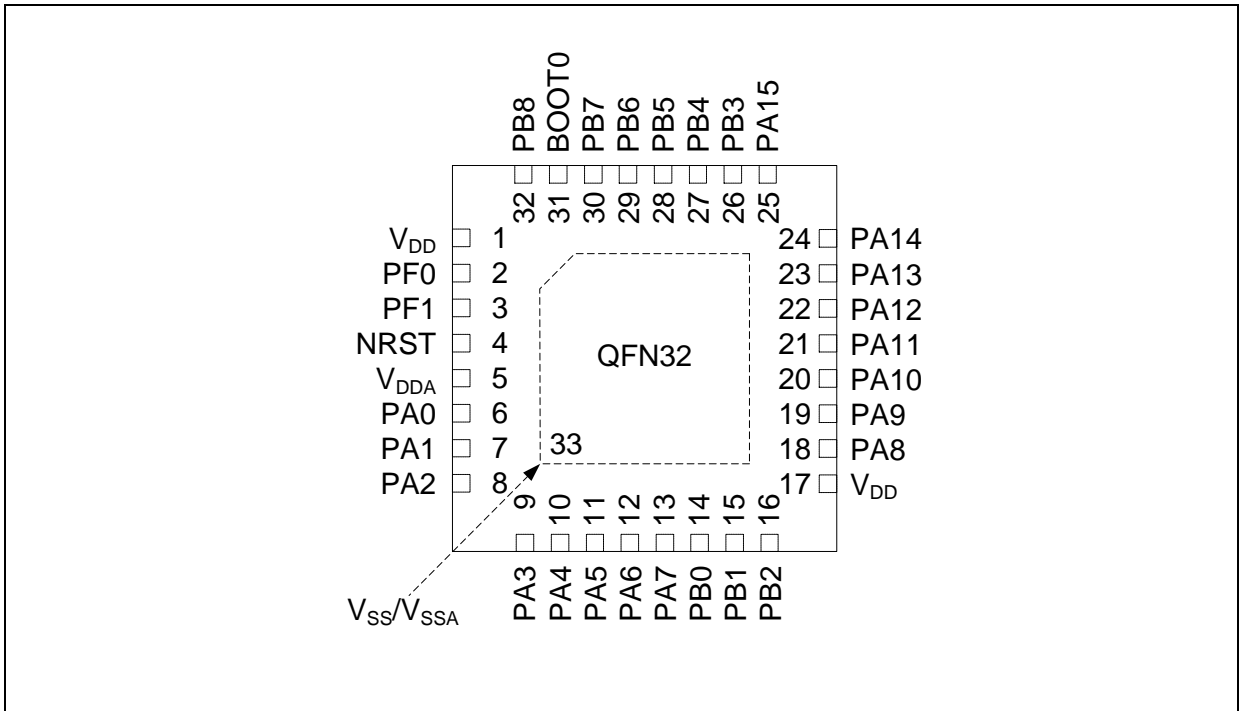 PB8
BOOT0
PB7
PB6
PB5
PB4
PB3
PA15
32
31
30
29
28
27
26
25
VDD 1
PF0 2
PF1 3
NRST 4
VDDA 5
PA0 6
PA1 7
PA2 8
24 PA14
23 PA13
22 PA12
21 PA11
20 PA10
19 PA9
18 PA8
17 VDD
QFN32
33
9
10
11
12
13
14
15
16
PA3
PA4
PA5
PA6
PA7
PB0
PB1
PB2
VSS/VSSA